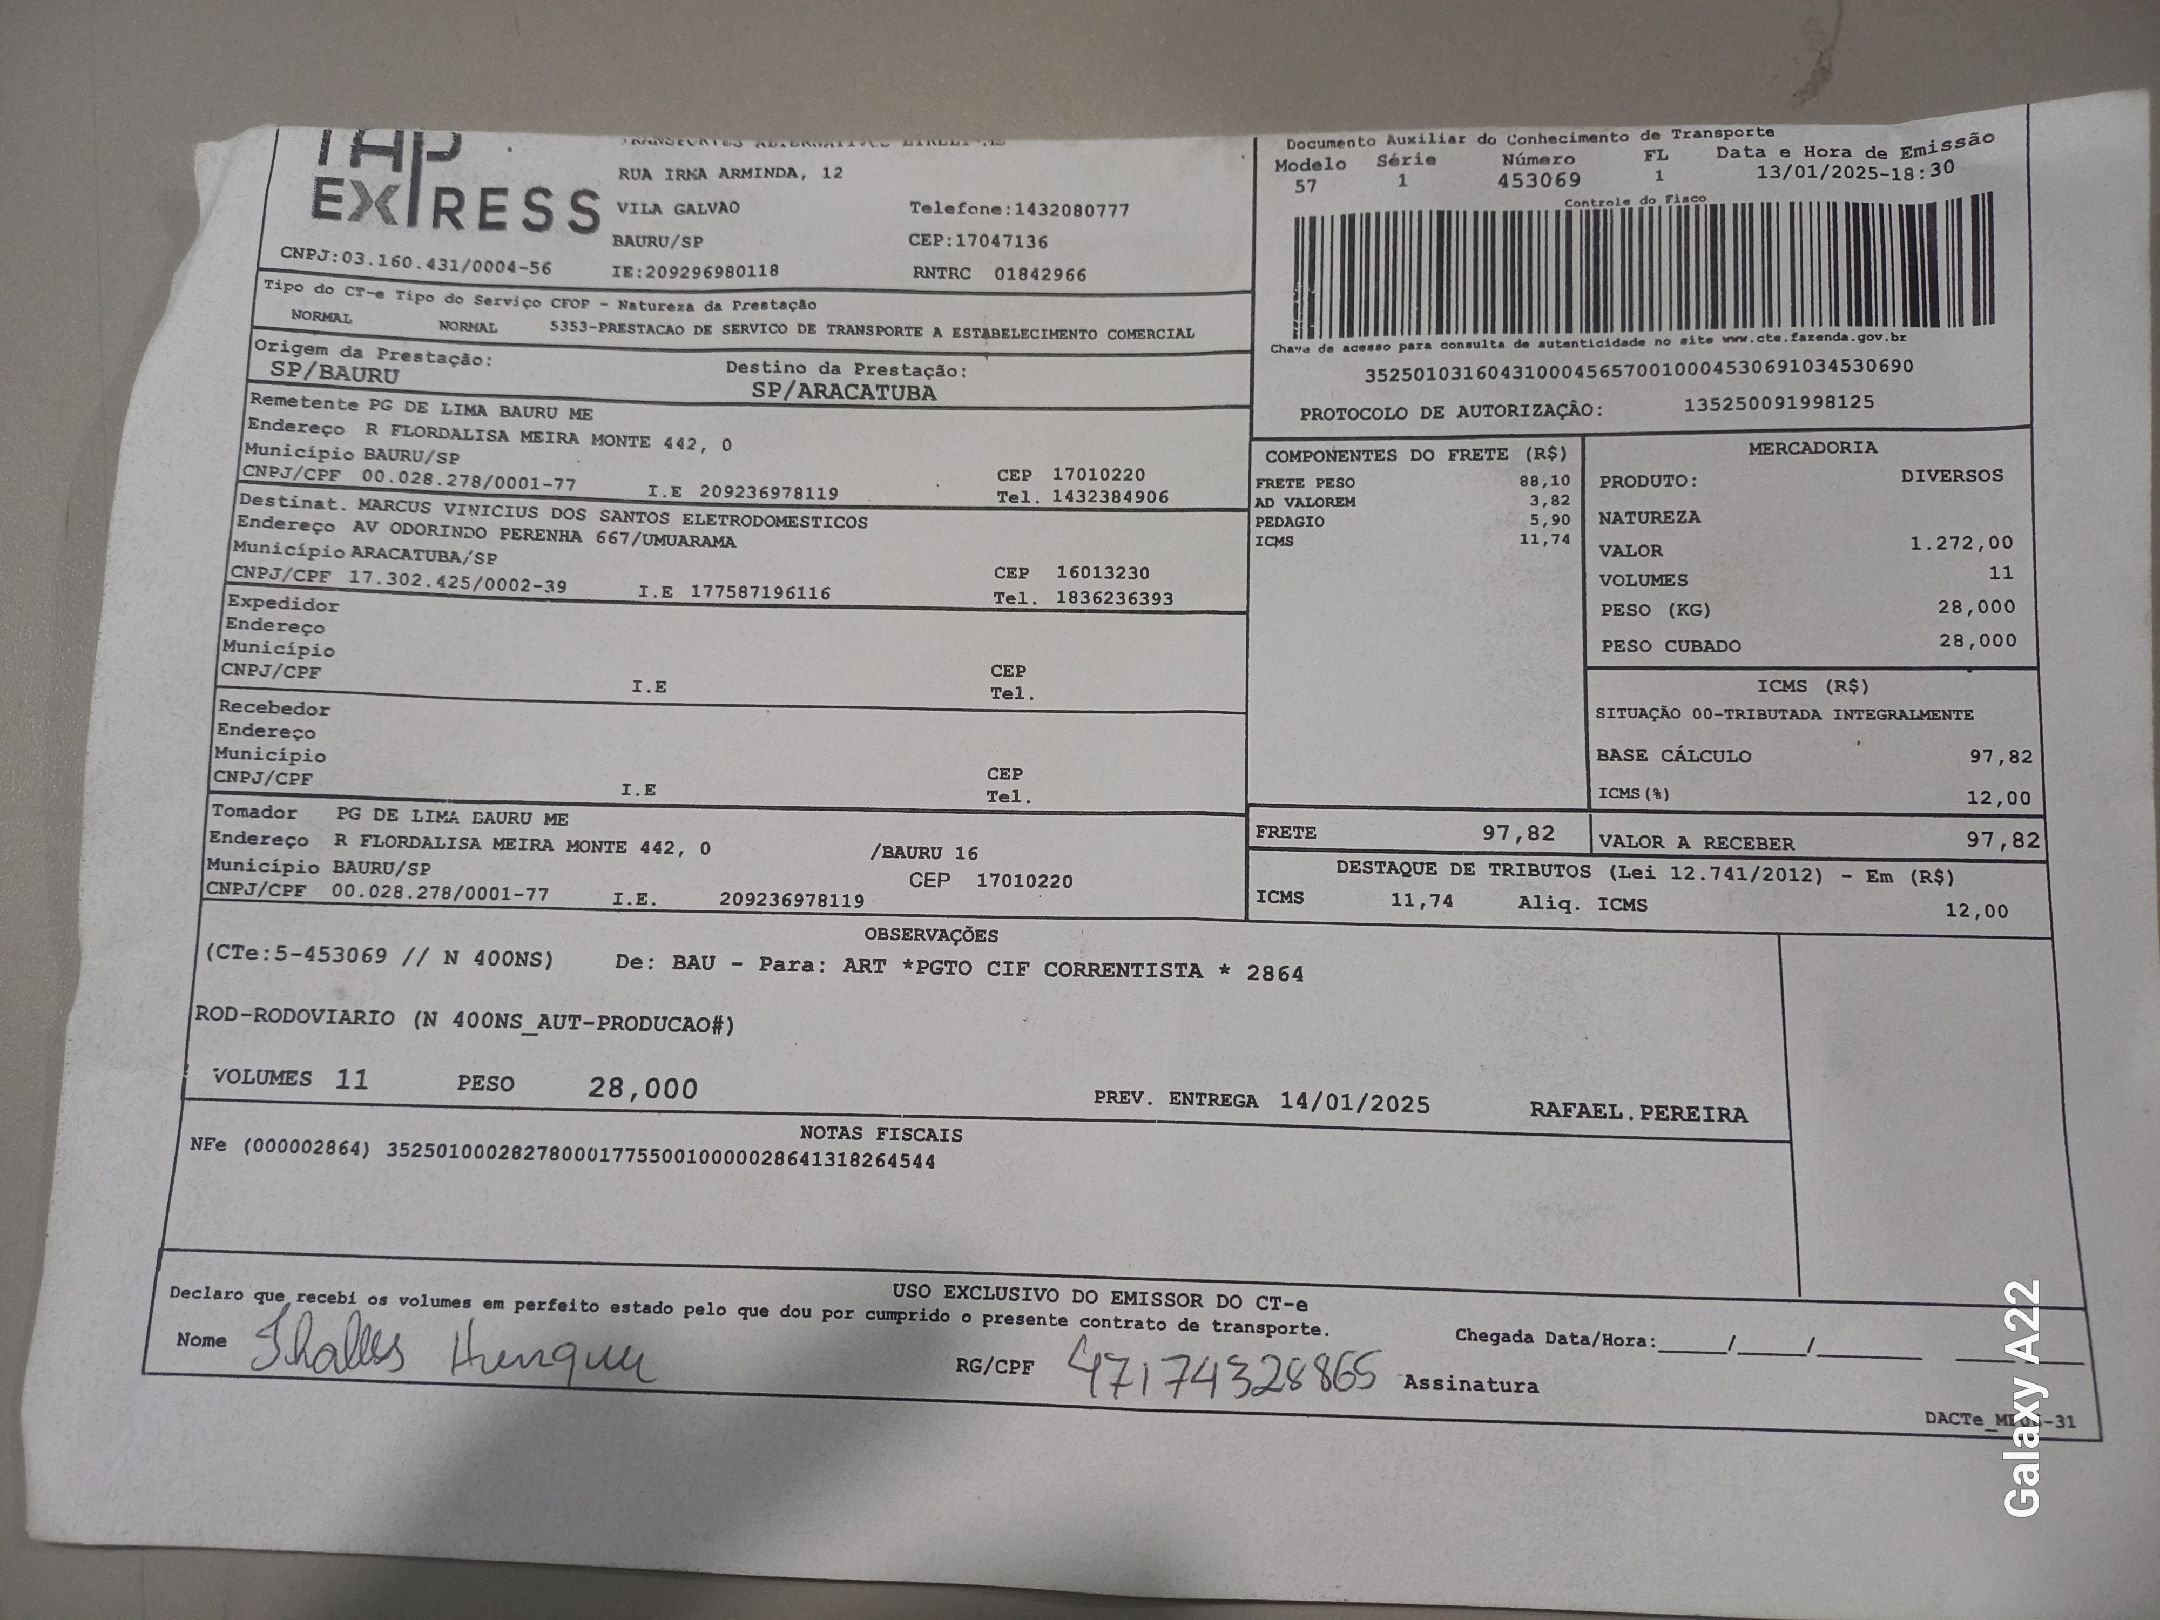 TAP
EXPRESS
TRANSPORTES ALTERNATIVOS EIRELI
RUA IRMA ARMINDA, 12
VILA GALVAO Telefone:1432080777
BAURU/SP CEP:17047136
CNPJ:03.160.431/0004-56 IE:209296980118 RNTRC 01842966
Documento Auxiliar do Conhecimento de Transporte
Modelo Série Número FL Data e Hora de Emissão
57 1 453069 1 13/01/2025-18:30
Controle do Fisco
Chave de acesso para consulta de autenticidade no site www.cte.fazenda.gov.br
35250103160431000456570010004530691034530690
PROTOCOLO DE AUTORIZAÇÂO: 135250091998125
Tipo do CT-e Tipo do Serviço CFOP - Natureza da Prestação
NORMAL NORMAL 5353-PRESTACAO DE SERVICO DE TRANSPORTE A ESTABELECIMENTO COMERCIAL
Origem da Prestação: Destino da Prestação:
SP/BAURU SP/ARACATUBA
Remetente PG DE LIMA BAURU ME
Endereço R FLORDALISA MEIRA MONTE 442, 0
Município BAURU/SP CEP 17010220
CNPJ/CPF 00.028.278/0001-77 I.E 209236978119 Tel. 1432384906
Destinat. MARCUS VINICIUS DOS SANTOS ELETRODOMESTICOS
Endereço AV ODORINDO PERENHA 667/UMUARAMA
Município ARACATUBA/SP CEP 16013230
CNPJ/CPF 17.302.425/0002-39 I.E 177587196116 Tel. 1836236393
Expedidor
Endereço
Município CEP
CNPJ/CPF I.E Tel.
Recebedor
Endereço
Município CEP
CNPJ/CPF I.E Tel.
Tomador PG DE LIMA BAURU ME
Endereço R FLORDALISA MEIRA MONTE 442, 0 /BAURU 16
Município BAURU/SP CEP 17010220
CNPJ/CPF 00.028.278/0001-77 I.E. 209236978119
COMPONENTES DO FRETE (R$)
FRETE PESO 88,10
AD VALOREM 3,82
PEDAGIO 5,90
ICMS 11,74
MERCADORIA
PRODUTO: DIVERSOS
NATUREZA
VALOR 1.272,00
VOLUMES 11
PESO (KG) 28,000
PESO CUBADO 28,000
ICMS (R$)
SITUAÇÃO 00-TRIBUTADA INTEGRALMENTE
BASE CÁLCULO 97,82
ICMS(%) 12,00
FRETE 97,82 VALOR A RECEBER 97,82
DESTAQUE DE TRIBUTOS (Lei 12.741/2012) - Em (R$)
ICMS 11,74 Aliq. ICMS 12,00
OBSERVAÇÕES
(CTe:5-453069 // N 400NS) De: BAU - Para: ART *PGTO CIF CORRENTISTA * 2864
ROD-RODOVIARIO (N 400NS_AUT-PRODUCAO#)
VOLUMES 11 PESO 28,000 PREV. ENTREGA 14/01/2025 RAFAEL.PEREIRA
NOTAS FISCAIS
NFe (000002864) 35250100028278000177550010000028641318264544
USO EXCLUSIVO DO EMISSOR DO CT-e
Declaro que recebi os volumes em perfeito estado pelo que dou por cumprido o presente contrato de transporte.
Nome Thalles Henrique RG/CPF 47174328865 Assinatura
Chegada Data/Hora:_____/_____/________ __________
DACTe_
-31
Galaxy A22